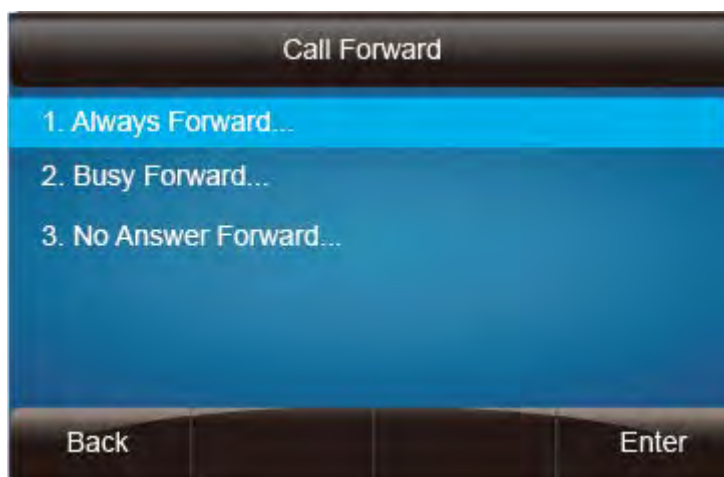 Call Forward
1. Always Forward...
2. Busy Forward...
3. No Answer Forward...
Back Enter